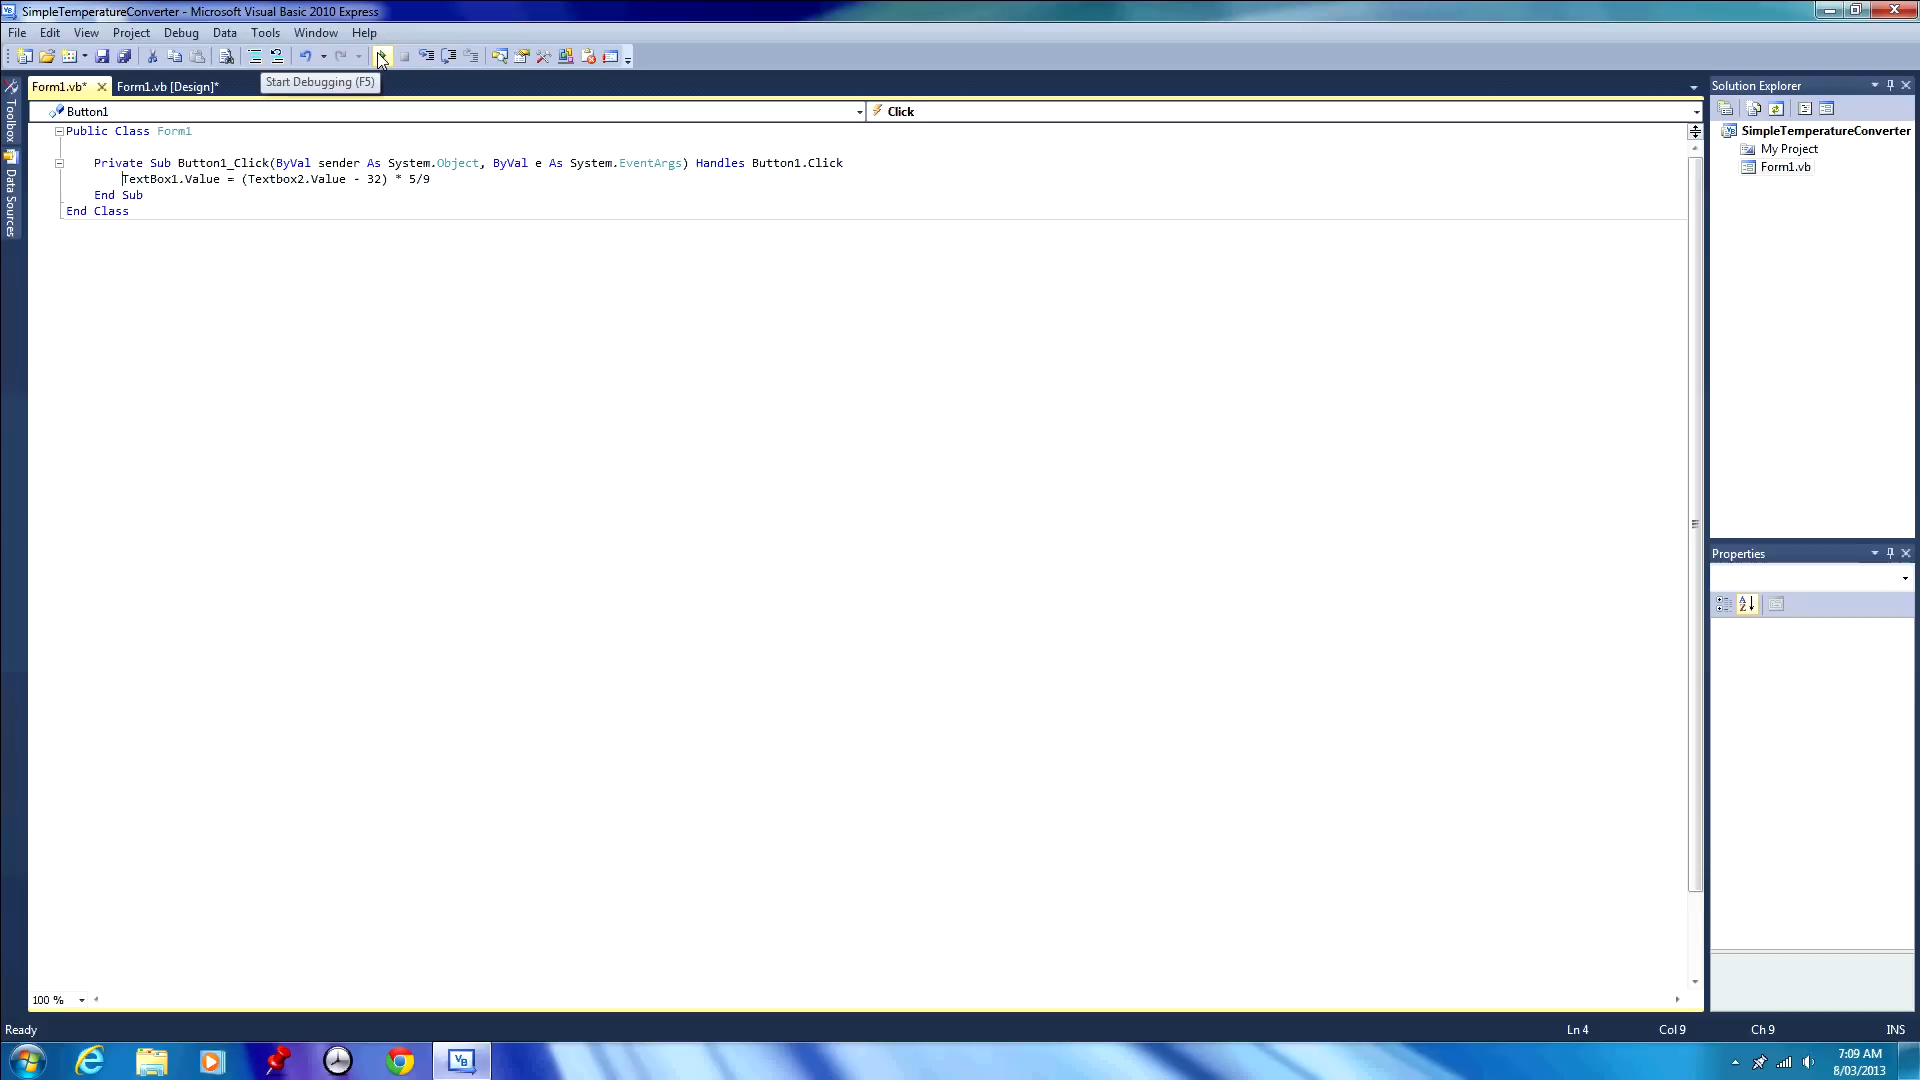 SimpleTemperatureConverter - Microsoft Visual Basic 2010 Express
File Edit View Project Debug Data Tools Window Help
Start Debugging (F5)
Form1.vb* Form1.vb [Design]*
Button1 Click
Public Class Form1
Private Sub Button1_Click(ByVal sender As System.Object, ByVal e As System.EventArgs) Handles Button1.Click
TextBox1.Value = (Textbox2.Value - 32) * 5/9
End Sub
End Class
Toolbox
Data Sources
Solution Explorer
SimpleTemperatureConverter
My Project
Form1.vb
Properties
100 %
Ready Ln 4 Col 9 Ch 9 INS
7:09 AM
8/03/2013